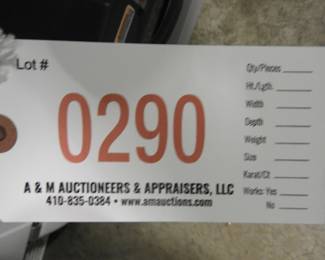 Lot #
0290
A & M AUCTIONEERS & APPRAISERS, LLC
410-835-0384 • www.amauctions.com
Qty/Pieces
Ht./Lgth.
Width
Depth
Weight
Size
Karat/Ct
Works: Yes
No